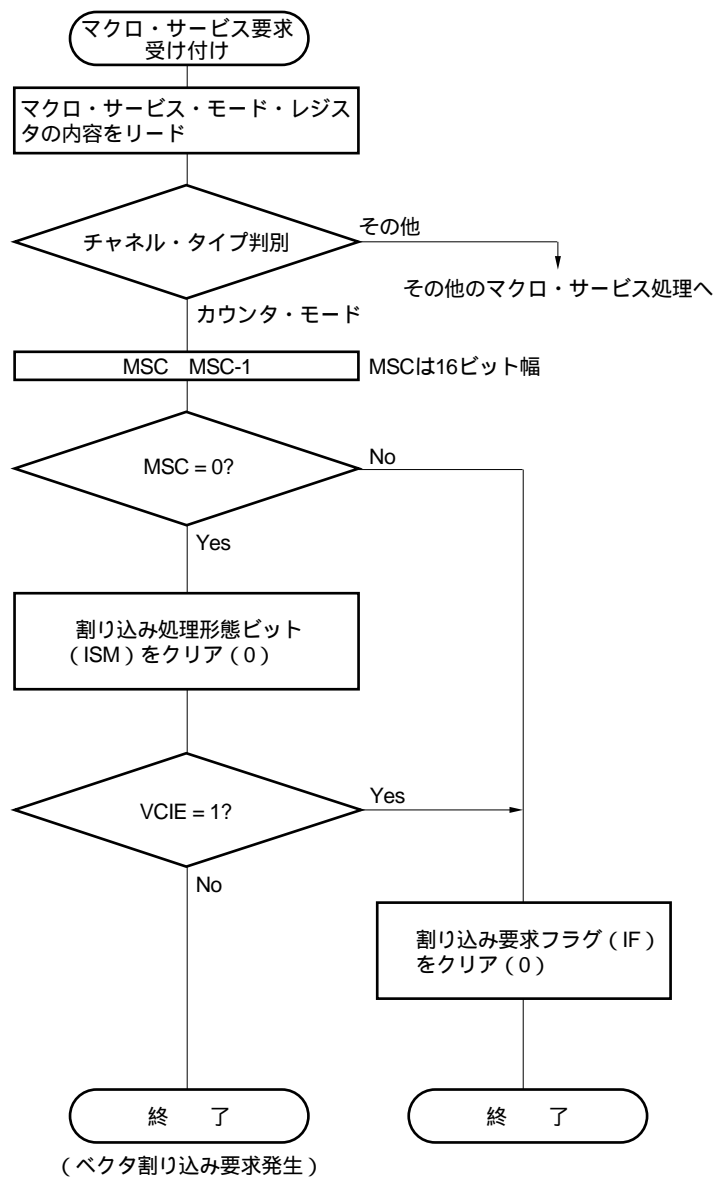 マクロ・サービス要求
受け付け
マクロ・サービス・モード・レジス
タの内容をリード
チャネル・タイプ判別
その他
その他のマクロ・サービス処理へ
カウンタ・モード
MSC MSC-1
MSCは16ビット幅
MSC = 0?
No
Yes
割り込み処理形態ビット
（ISM）をクリア（0）
VCIE = 1?
Yes
No
割り込み要求フラグ（IF）
をクリア（0）
終 了
終 了
（ベクタ割り込み要求発生）